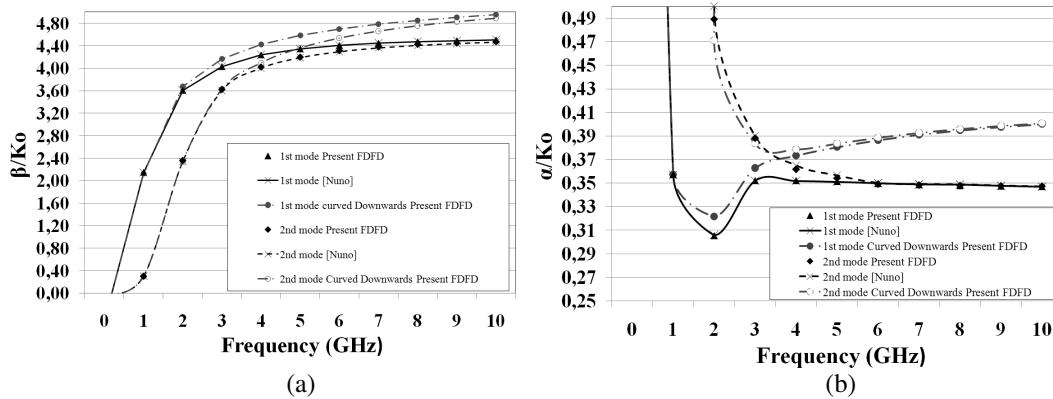 4,80
4,40
4,00
3,60
3,20
2,80
2,40
2,00
1,60
1,20
0,80
0,40
0,00
β/Ko
0 1 2 3 4 5 6 7 8 9 10
Frequency (GHz)
1st mode Present FDFD
1st mode [Nuno]
1st mode curved Downwards Present FDFD
2nd mode Present FDFD
2nd mode [Nuno]
2nd mode Curved Downwards Present FDFD
(a)
0,49
0,47
0,45
0,43
0,41
0,39
0,37
0,35
0,33
0,31
0,29
0,27
0,25
α/Ko
0 1 2 3 4 5 6 7 8 9 10
Frequency (GHz)
1st mode Present FDFD
1st mode [Nuno]
1st mode Curved Downwards Present FDFD
2nd mode Present FDFD
2nd mode [Nuno]
2nd mode Curved Downwards Present FDFD
(b)